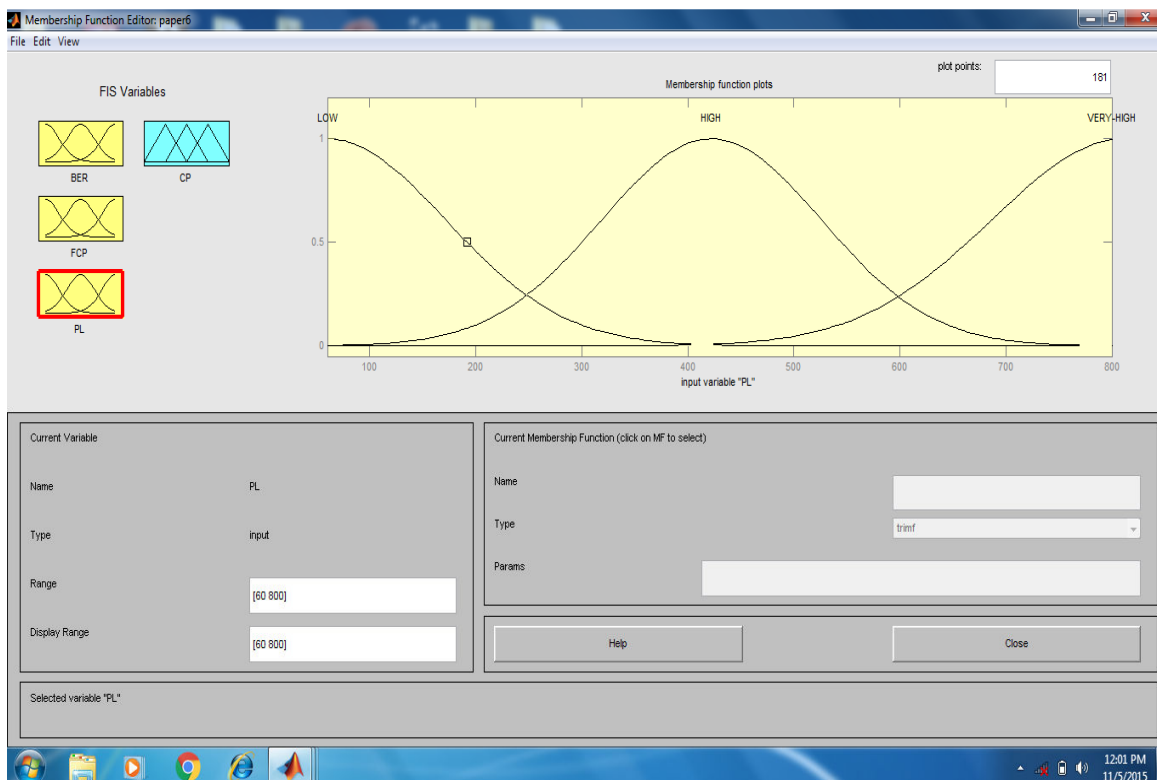 Membership Function Editor: paper6
File Edit View
FIS Variables
BER
CP
FCP
PL
plot points:
181
Membership function plots
LOW
HIGH
VERY-HIGH
1
0.5
0
100 200 300 400 500 600 700 800
input variable "PL"
Current Variable
Name PL
Type input
Range [60 800]
Display Range [60 800]
Current Membership Function (click on MF to select)
Name
Type trimf
Params
Help
Close
Selected variable "PL"
12:01 PM
11/5/2015